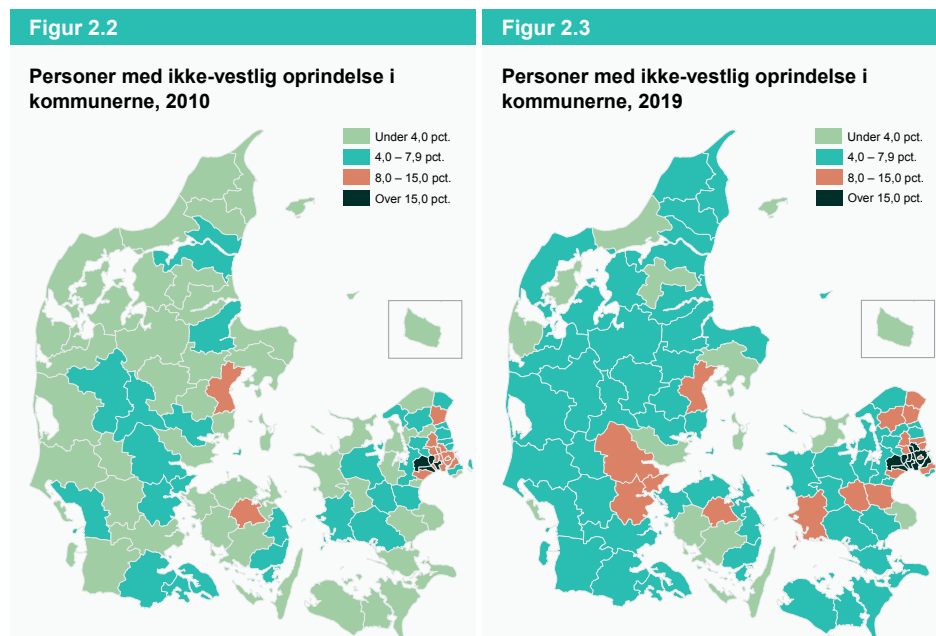 Figur 2.2
Personer med ikke-vestlig oprindelse i
kommunerne, 2010
Under 4,0 pct.
4,0 – 7,9 pct.
8,0 – 15,0 pct.
Over 15,0 pct.
Figur 2.3
Personer med ikke-vestlig oprindelse i
kommunerne, 2019
Under 4,0 pct.
4,0 – 7,9 pct.
8,0 – 15,0 pct.
Over 15,0 pct.